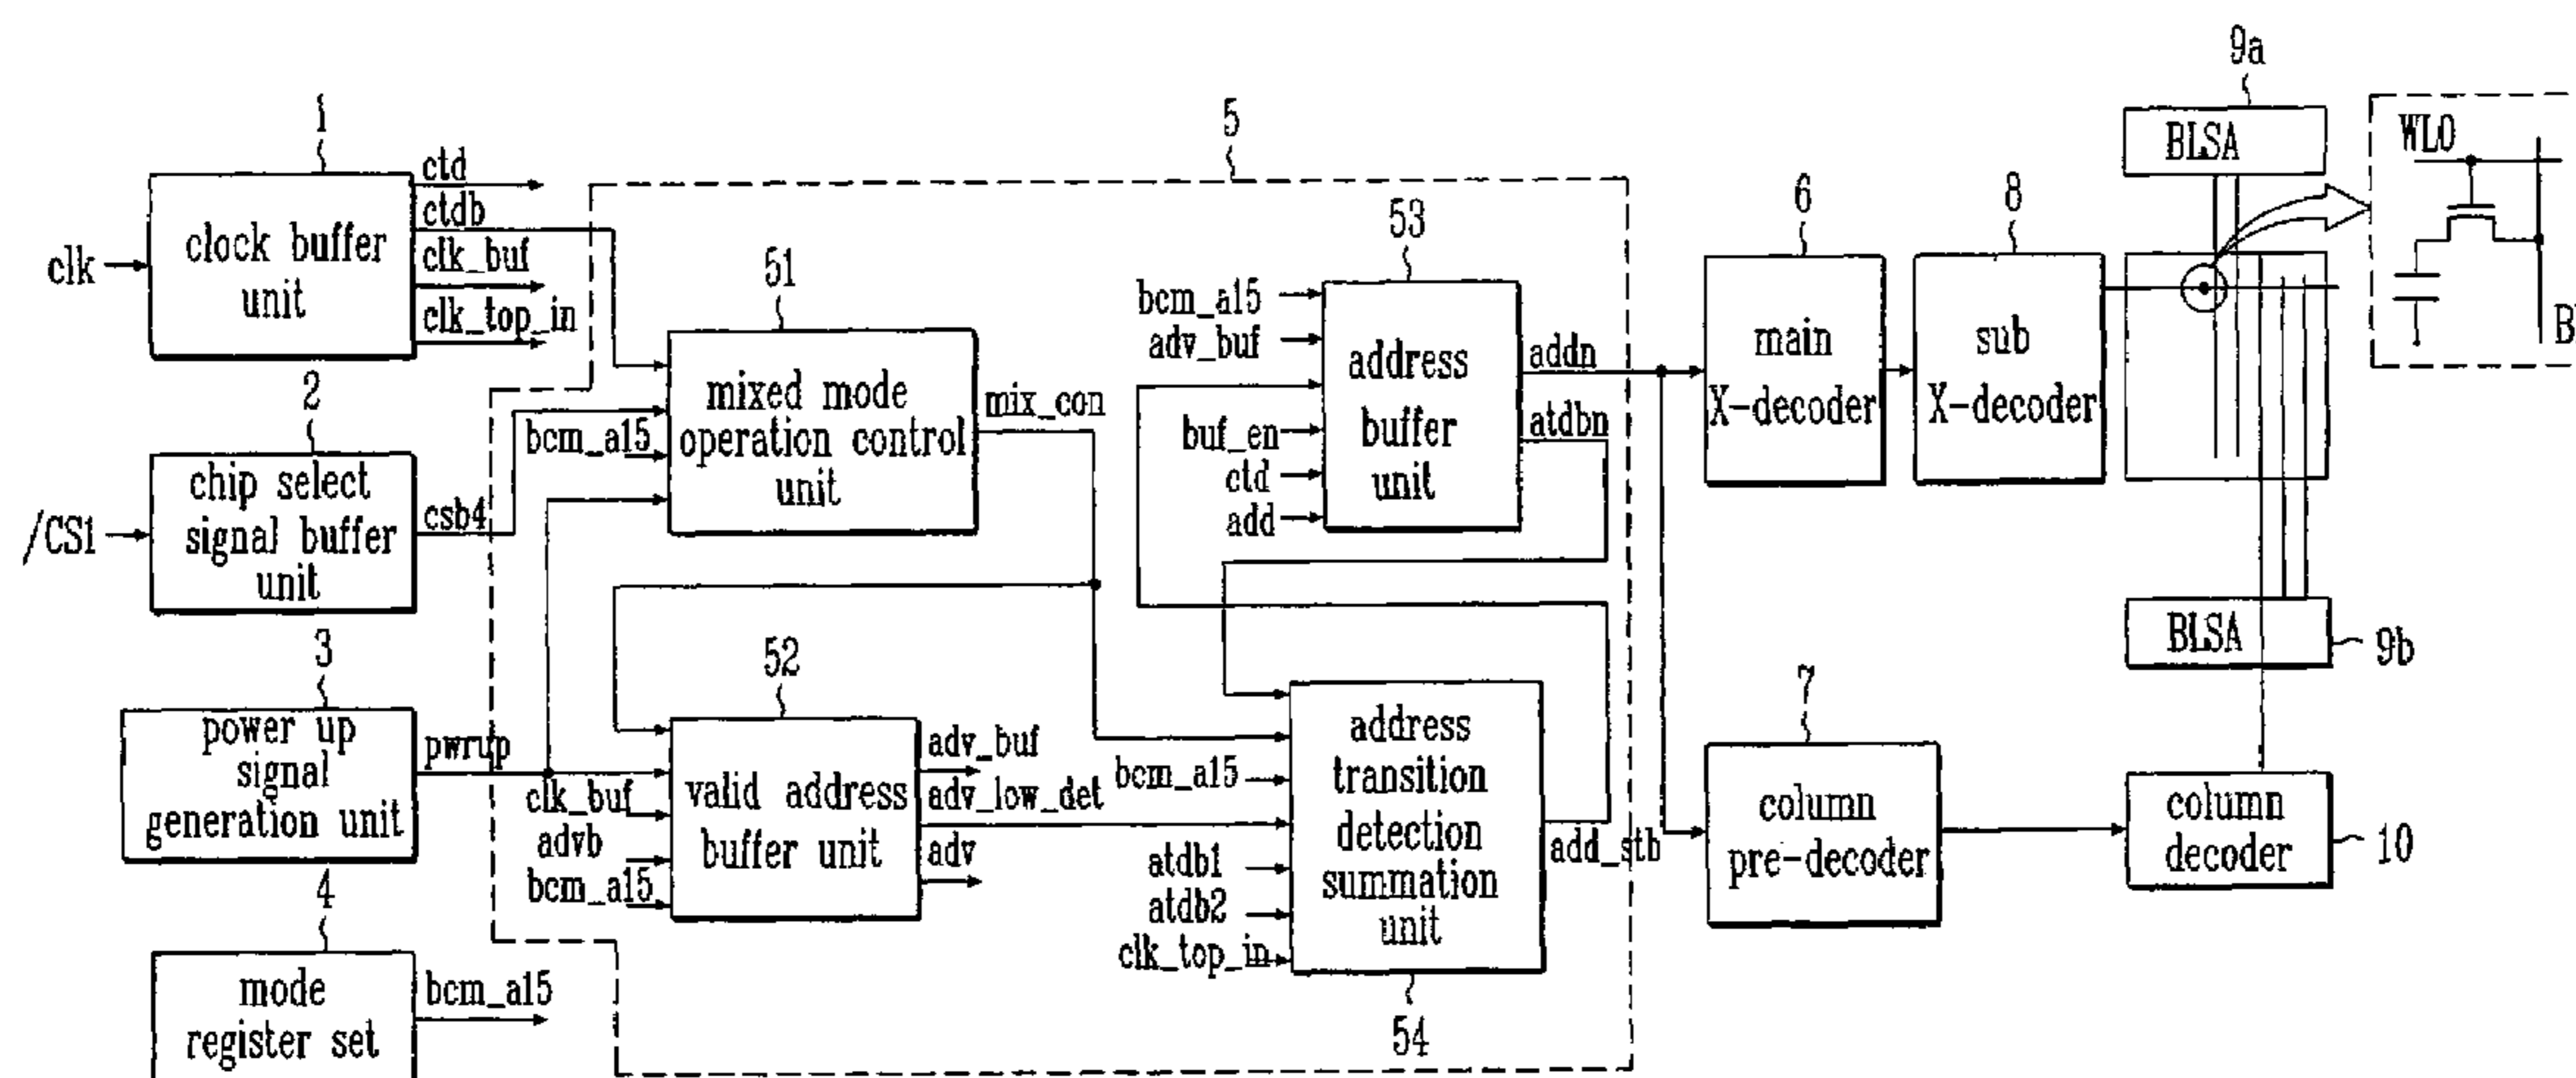 1
clk
clock buffer
unit
ctd
ctdb
clk_buf
clk_top_in
2
/CS1
chip select
signal buffer
unit
csb4
3
power up
signal
generation unit
pwrup
4
mode
register set
bcm_a15
5
51
mixed mode
operation control
unit
bcm_a15
mix_con
52
valid address
buffer unit
clk_buf
advb
bcm_a15
adv_buf
adv_low_det
adv
53
address
buffer
unit
bcm_a15
adv_buf
buf_en
ctd
add
addn
atdbn
address
transition
detection
summation
unit
54
bcm_a15
atdb1
atdb2
clk_top_in
add_stb
6
main
X-decoder
8
sub
X-decoder
7
column
pre-decoder
9a
BLSA
WLO
B
BLSA
9b
column
decoder
10